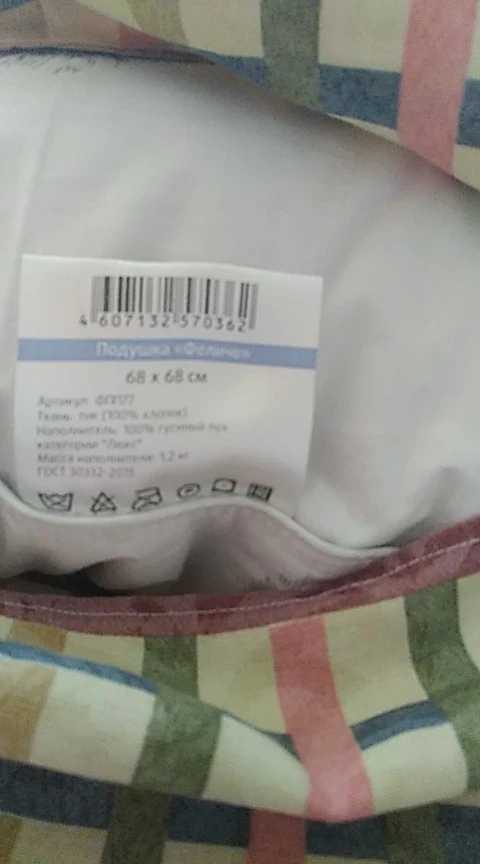 4 607132 570362
Подушка «Феличе»
68 x 68 см
Артикул:
Ткань: тик (100% хлопок)
Наполнитель: 100% гусиный пух
категории "Люкс"
Масса наполнителя: 1,2 кг
ГОСТ 30332-2015